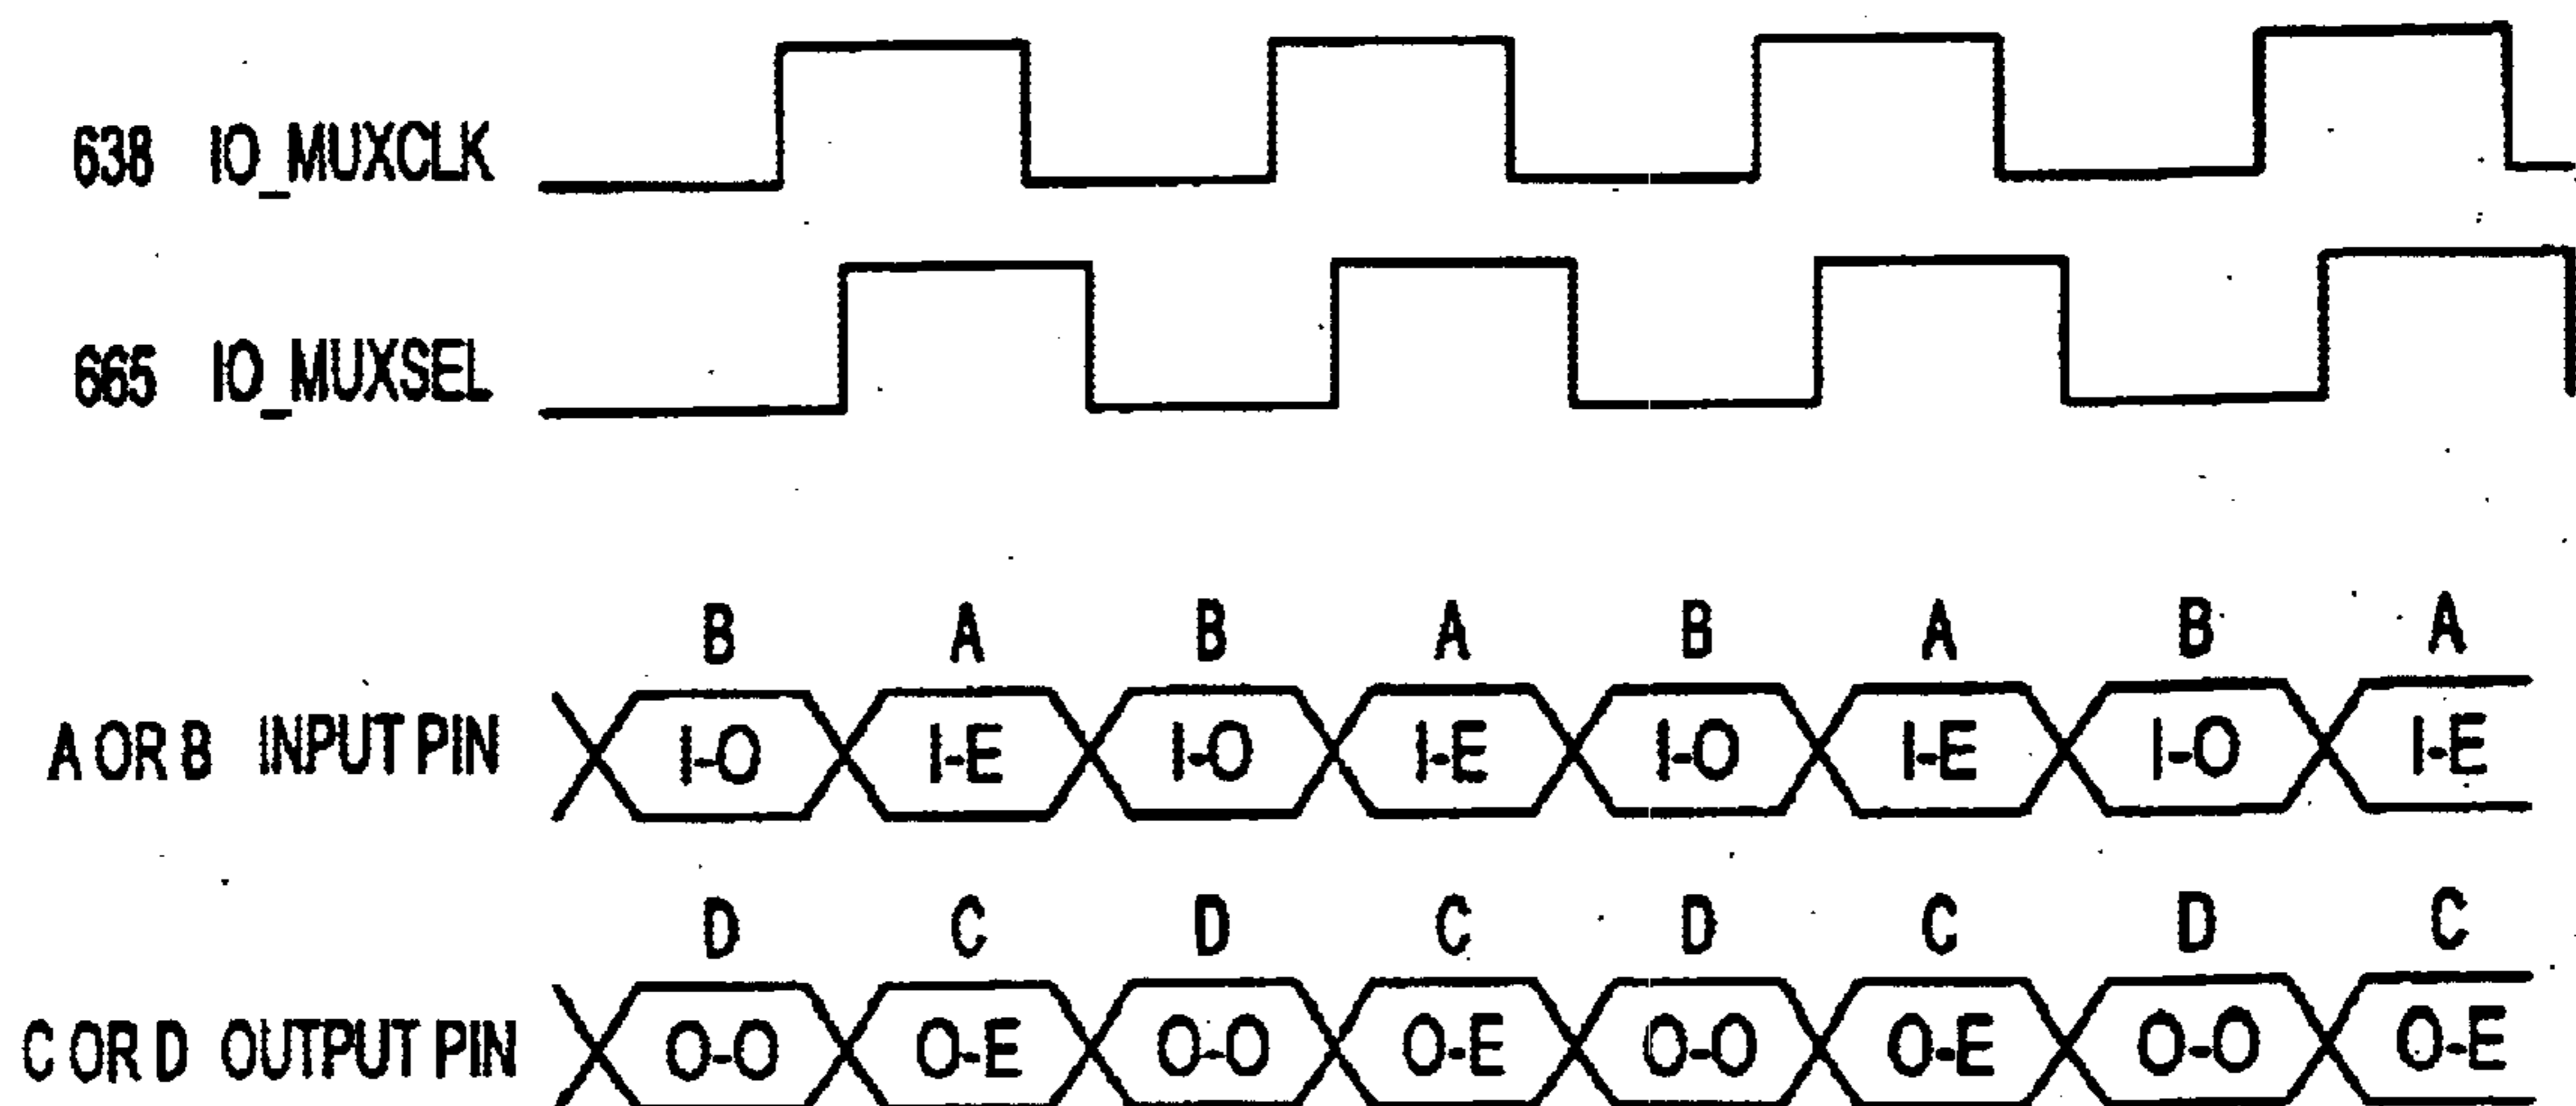 638 IO_MUXCLK
665 IO_MUXSEL
B A B A B A B A
A OR B INPUT PIN I-O I-E I-O I-E I-O I-E I-O I-E
D C D C D C D C
C OR D OUTPUT PIN O-O O-E O-O O-E O-O O-E O-O O-E